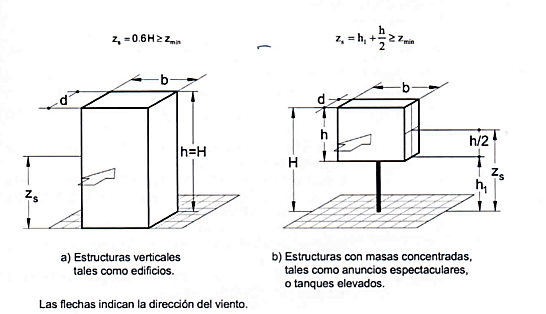 zₛ = 0.6H ≥ zₘᵢₙ
zₛ = h₁ + h/2 ≥ zₘᵢₙ
b
d
h=H
zₛ
b
d
h
H
h/2
zₛ
h₁
a) Estructuras verticales
tales como edificios.
b) Estructuras con masas concentradas,
tales como anuncios espectaculares,
o tanques elevados.
Las flechas indican la dirección del viento.